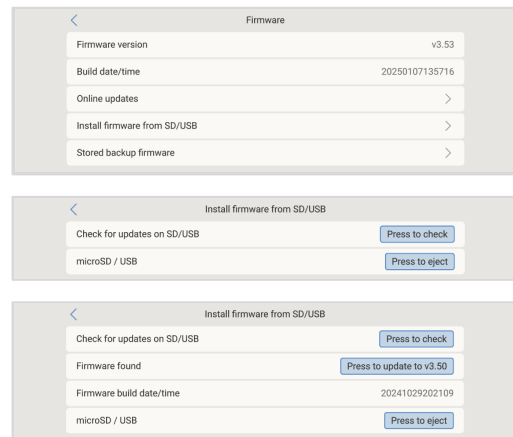 Firmware
Firmware version v3.53
Build date/time 20250107135716
Online updates
Install firmware from SD/USB
Stored backup firmware
Install firmware from SD/USB
Check for updates on SD/USB Press to check
microSD / USB Press to eject
Install firmware from SD/USB
Check for updates on SD/USB Press to check
Firmware found Press to update to v3.50
Firmware build date/time 20241029202109
microSD / USB Press to eject